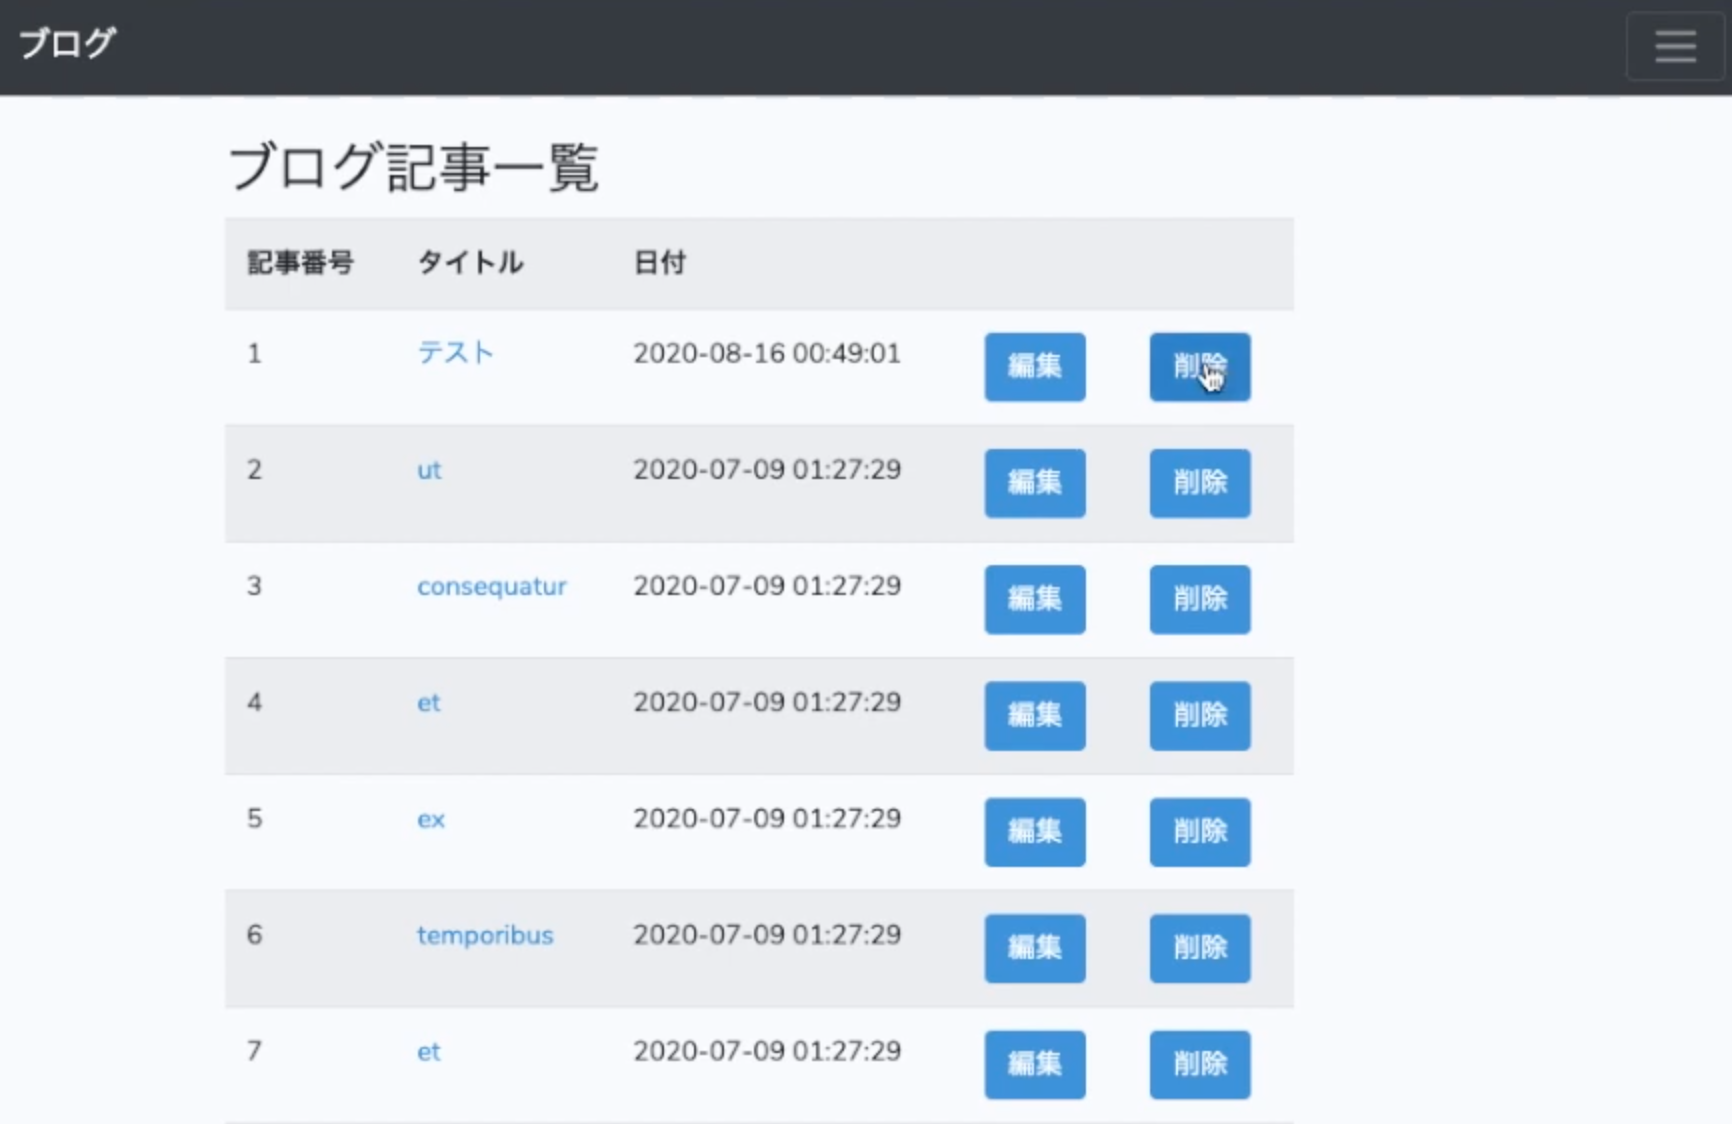 ブログ
ブログ記事一覧
記事番号 タイトル 日付
1 テスト 2020-08-16 00:49:01 編集 削除
2 ut 2020-07-09 01:27:29 編集 削除
3 consequatur 2020-07-09 01:27:29 編集 削除
4 et 2020-07-09 01:27:29 編集 削除
5 ex 2020-07-09 01:27:29 編集 削除
6 temporibus 2020-07-09 01:27:29 編集 削除
7 et 2020-07-09 01:27:29 編集 削除